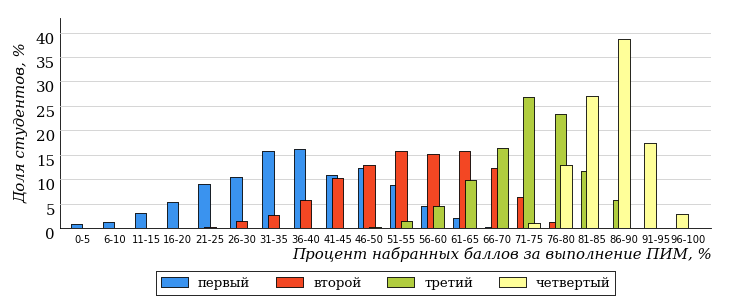 Доля студентов, %
40
35
30
25
20
15
10
5
0
0-5 6-10 11-15 16-20 21-25 26-30 31-35 36-40 41-45 46-50 51-55 56-60 61-65 66-70 71-75 76-80 81-85 86-90 91-95 96-100
Процент набранных баллов за выполнение ПИМ, %
первый второй третий четвертый